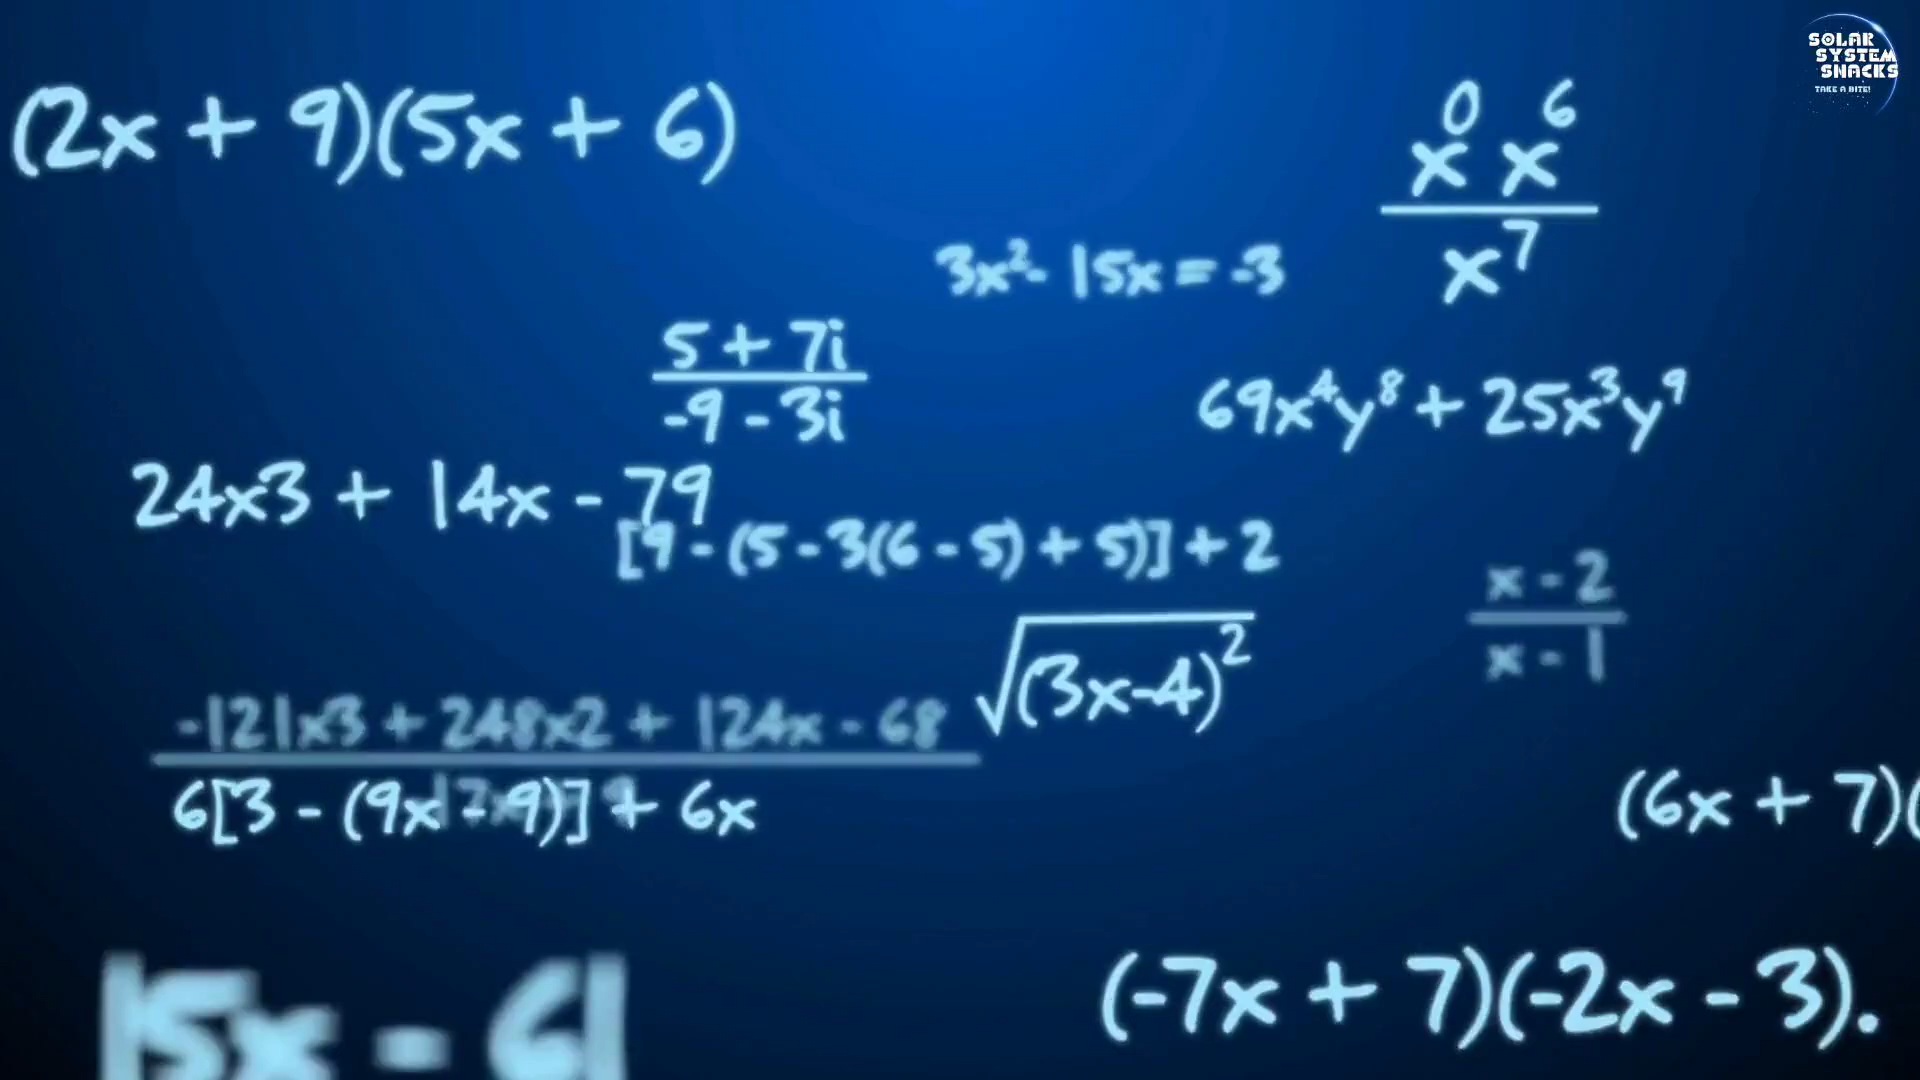 SOLAR
SYSTEM
SNACKS
TAKE A BITE!
(2x + 9)(5x + 6)
x⁰ x⁶
x⁷
3x² - 15x = -3
5 + 7i
-9 - 3i
69x⁴y⁸ + 25x³y⁹
24x3 + 14x - 79
[9 - (5 - 3(6 - 5) + 5)] + 2
x - 2
x - 1
√(3x-4)²
-121x3 + 248x2 + 124x - 68
6[3 - (9x - 9)] + 6x
(6x + 7)(
|5x - 6|
(-7x + 7)(-2x - 3).